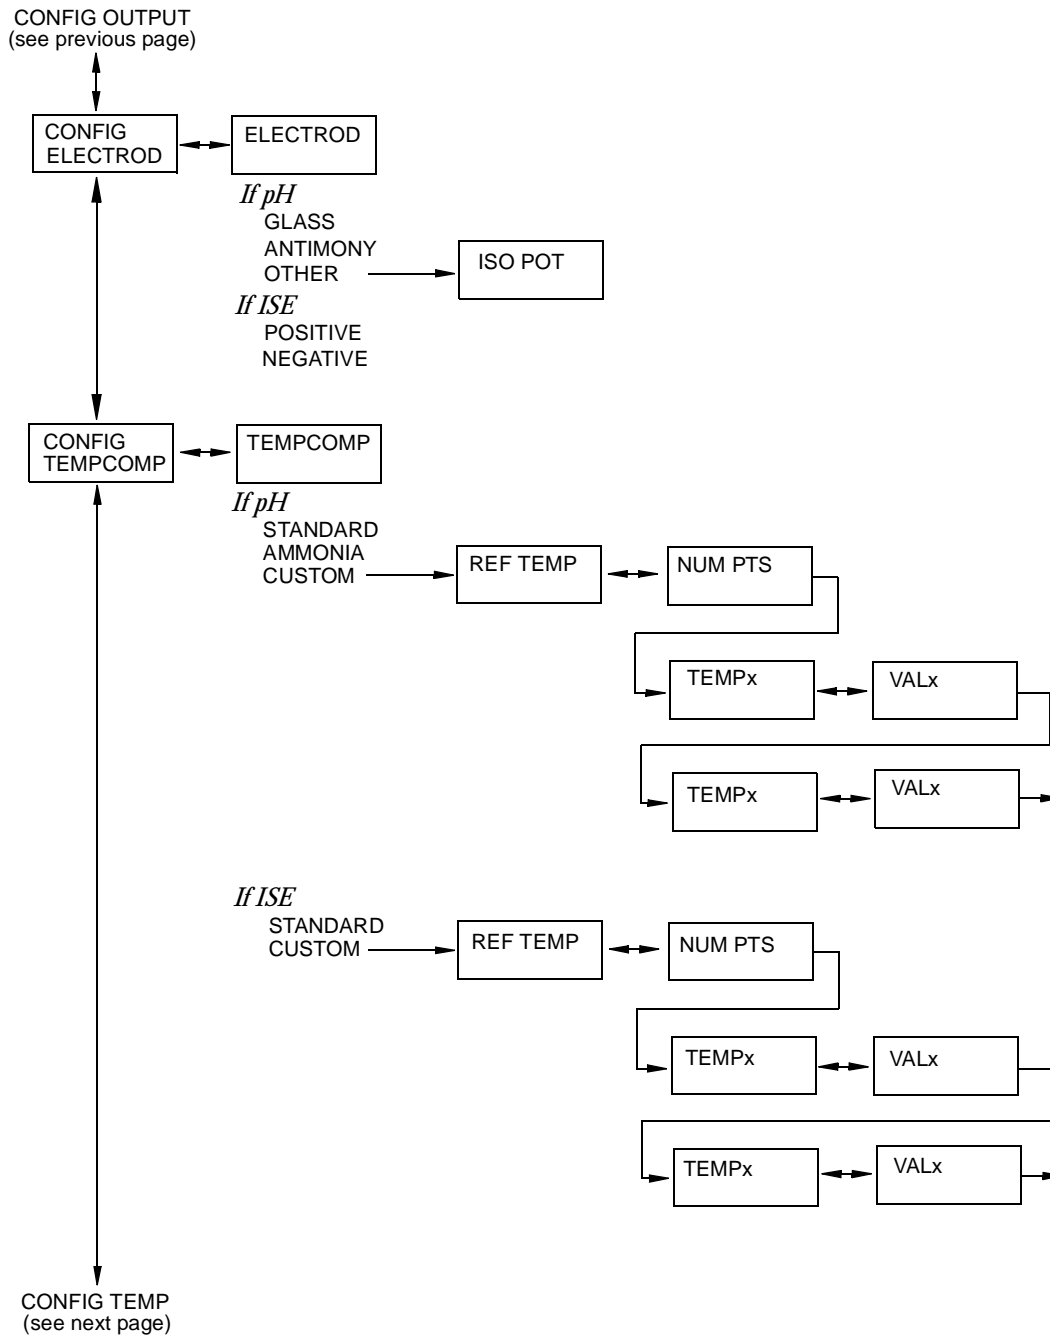 CONFIG OUTPUT
(see previous page)
CONFIG
ELECTROD
ELECTROD
If pH
GLASS
ANTIMONY
OTHER
ISO POT
If ISE
POSITIVE
NEGATIVE
CONFIG
TEMPCOMP
TEMPCOMP
If pH
STANDARD
AMMONIA
CUSTOM
REF TEMP
NUM PTS
TEMPx
VALx
TEMPx
VALx
If ISE
STANDARD
CUSTOM
REF TEMP
NUM PTS
TEMPx
VALx
TEMPx
VALx
CONFIG TEMP
(see next page)